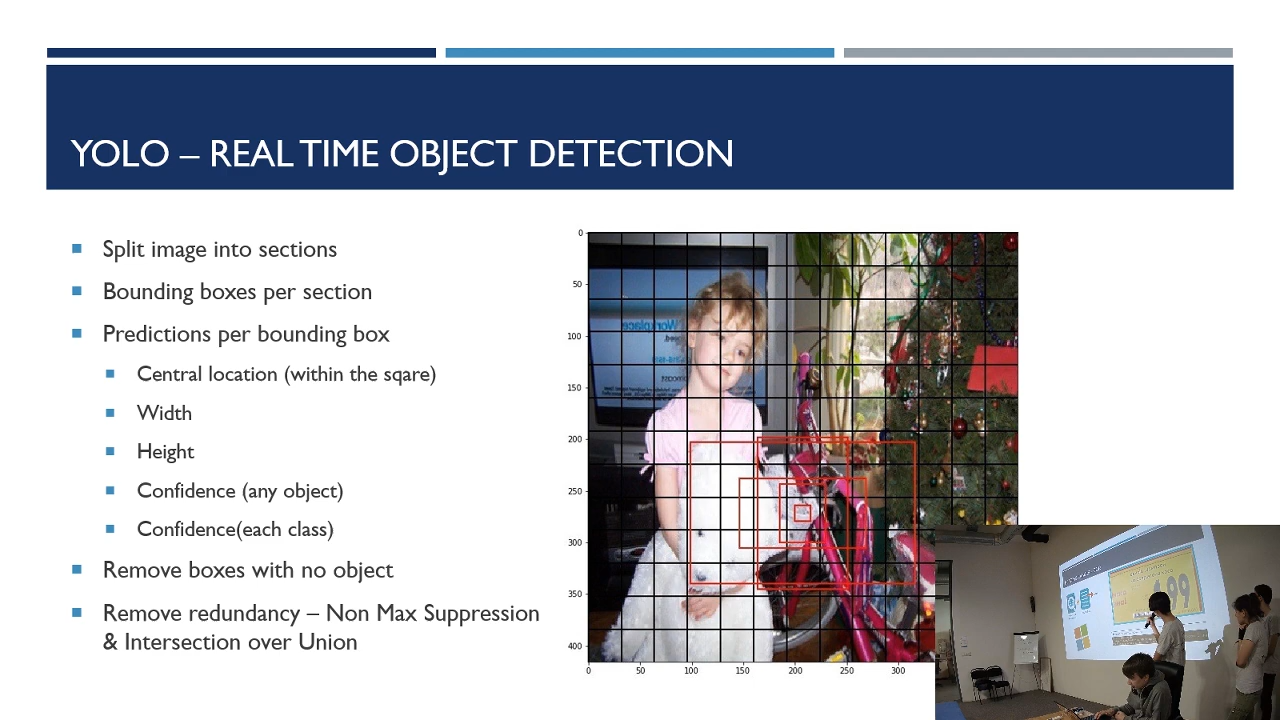 YOLO – REAL TIME OBJECT DETECTION
Split image into sections
Bounding boxes per section
Predictions per bounding box
Central location (within the sqare)
Width
Height
Confidence (any object)
Confidence(each class)
Remove boxes with no object
Remove redundancy – Non Max Suppression
& Intersection over Union
0
50
100
150
200
250
300
350
400
0
50
100
150
200
250
300
Workplace
99